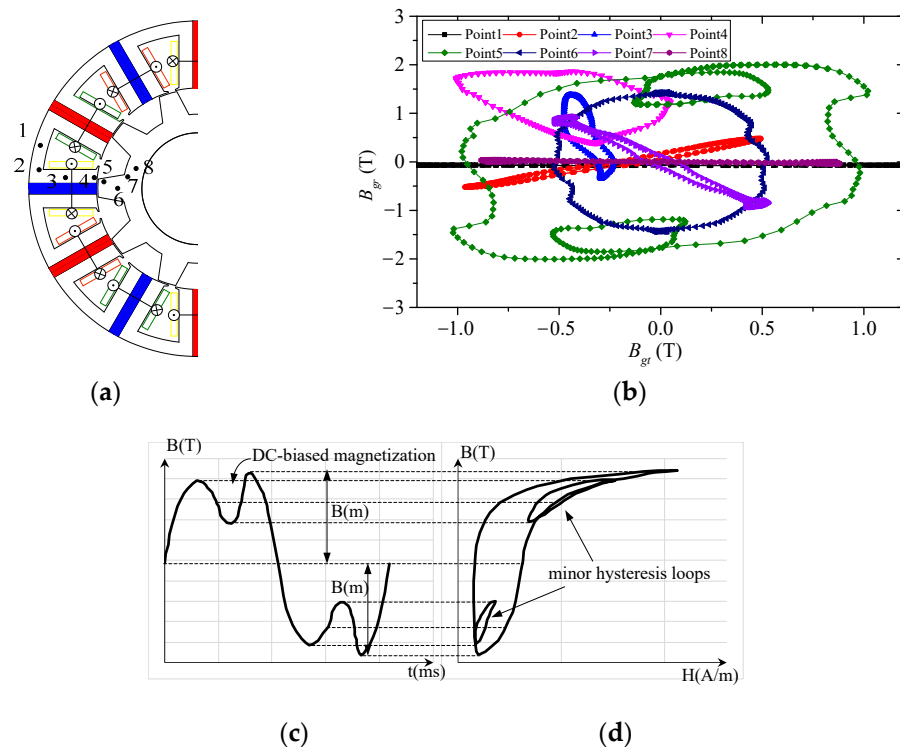 1
2
3 4 5 6 7 8
(a)
Point1 Point2 Point3 Point4
Point5 Point6 Point7 Point8
3
2
1
0
−1
−2
−3
B_gr (T)
-1.0 −0.5 0.0 0.5 1.0
B_gt (T)
(b)
B(T)
DC-biased magnetization
B(m)
B(m)
t(ms)
(c)
B(T)
minor hysteresis loops
H(A/m)
(d)